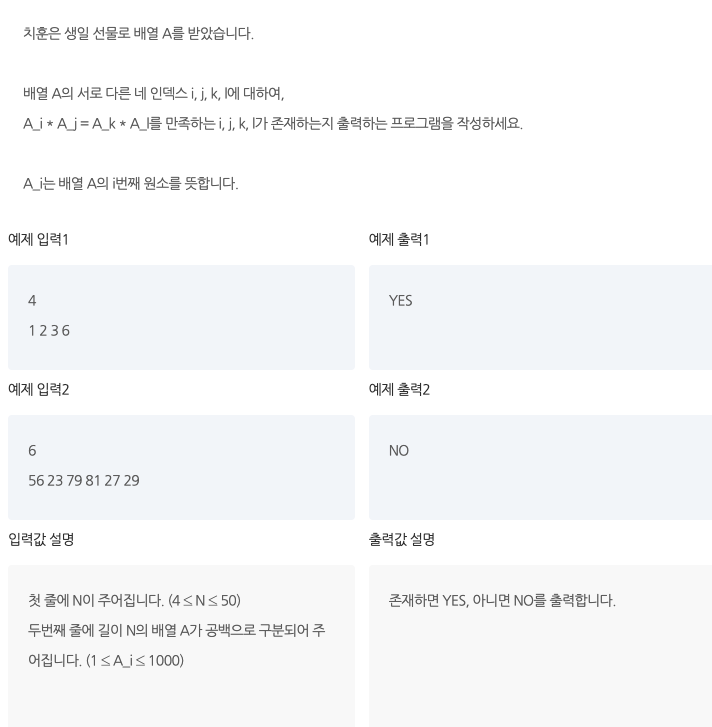 치훈은 생일 선물로 배열 A를 받았습니다.
배열 A의 서로 다른 네 인덱스 i, j, k, l에 대하여,
A_i * A_j = A_k * A_l를 만족하는 i, j, k, l가 존재하는지 출력하는 프로그램을 작성하세요.
A_i는 배열 A의 i번째 원소를 뜻합니다.
예제 입력1
4
1 2 3 6
예제 출력1
YES
예제 입력2
6
56 23 79 81 27 29
예제 출력2
NO
입력값 설명
첫 줄에 N이 주어집니다. (4 ≤ N ≤ 50)
두번째 줄에 길이 N의 배열 A가 공백으로 구분되어 주
어집니다. (1 ≤ A_i ≤ 1000)
출력값 설명
존재하면 YES, 아니면 NO를 출력합니다.